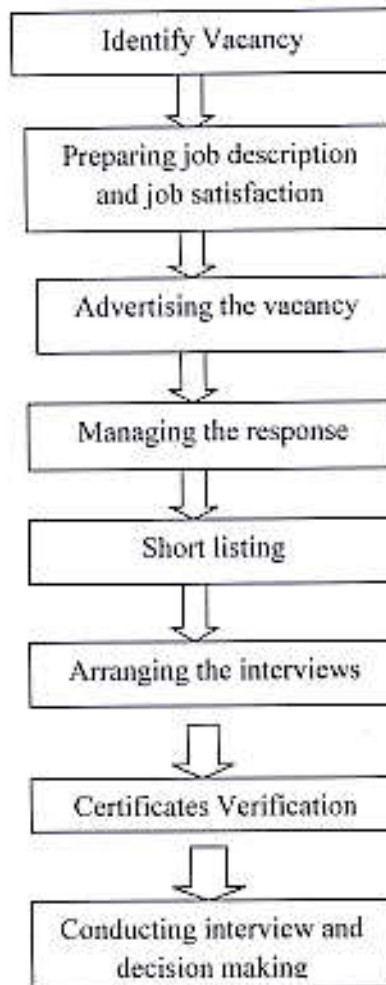 Identify Vacancy
Preparing job description
and job satisfaction
Advertising the vacancy
Managing the response
Short listing
Arranging the interviews
Certificates Verification
Conducting interview and
decision making